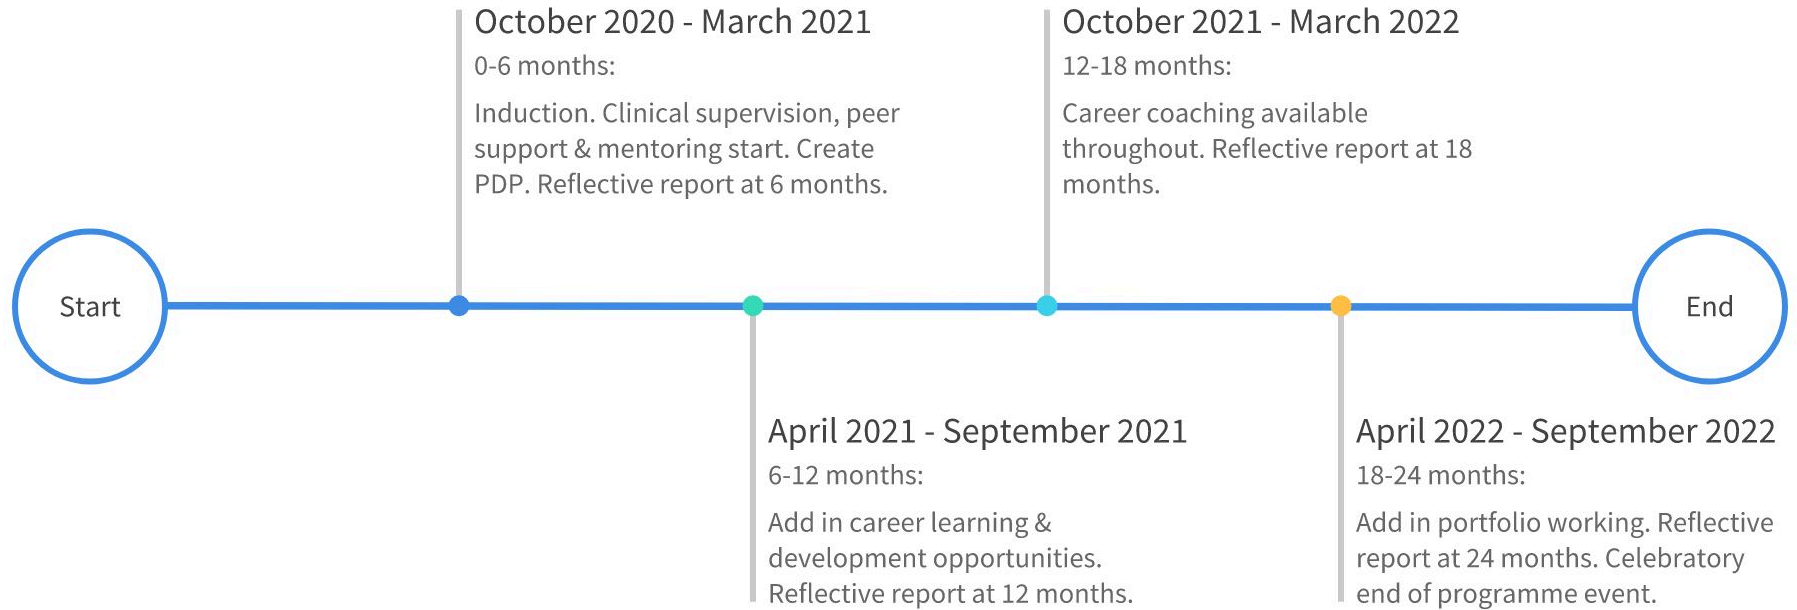 October 2020 - March 2021
0-6 months:
Induction. Clinical supervision, peer
support & mentoring start. Create
PDP. Reflective report at 6 months.
October 2021 - March 2022
12-18 months:
Career coaching available
throughout. Reflective report at 18
months.
Start
End
April 2021 - September 2021
6-12 months:
Add in career learning &
development opportunities.
Reflective report at 12 months.
April 2022 - September 2022
18-24 months:
Add in portfolio working. Reflective
report at 24 months. Celebratory
end of programme event.